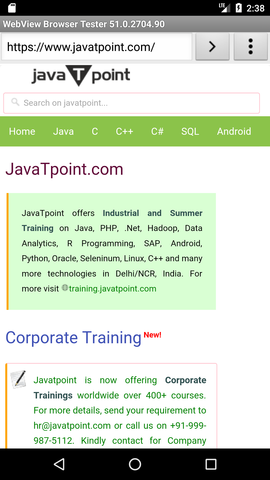 2:38
WebView Browser Tester 51.0.2704.90
https://www.javatpoint.com/
javaTpoint
Search on javatpoint...
Home Java C C++ C# SQL Android
JavaTpoint.com
JavaTpoint offers Industrial and Summer
Training on Java, PHP, .Net, Hadoop, Data
Analytics, R Programming, SAP, Android,
Python, Oracle, Seleninum, Linux, C++ and many
more technologies in Delhi/NCR, India. For
more visit training.javatpoint.com
Corporate Training New!
Javatpoint is now offering Corporate
Trainings worldwide over 400+ courses.
For more details, send your requirement to
hr@javatpoint.com or call us on +91-999-
987-5112. Kindly contact for Company